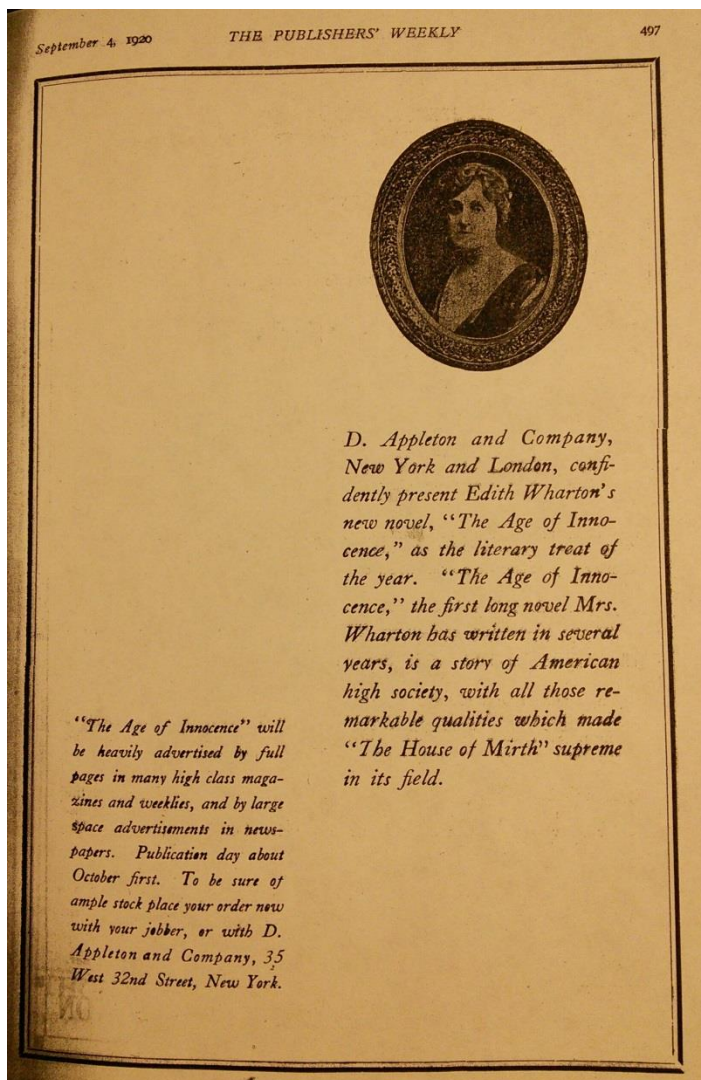 September 4, 1920
THE PUBLISHERS' WEEKLY
497
D. Appleton and Company,
New York and London, confi-
dently present Edith Wharton's
new novel, "The Age of Inno-
cence," as the literary treat of
the year. "The Age of Inno-
cence," the first long novel Mrs.
Wharton has written in several
years, is a story of American
high society, with all those re-
markable qualities which made
"The House of Mirth" supreme
in its field.
"The Age of Innocence" will
be heavily advertised by full
pages in many high class maga-
zines and weeklies, and by large
space advertisements in news-
papers. Publication day about
October first. To be sure of
ample stock place your order now
with your jobber, or with D.
Appleton and Company, 35
West 32nd Street, New York.